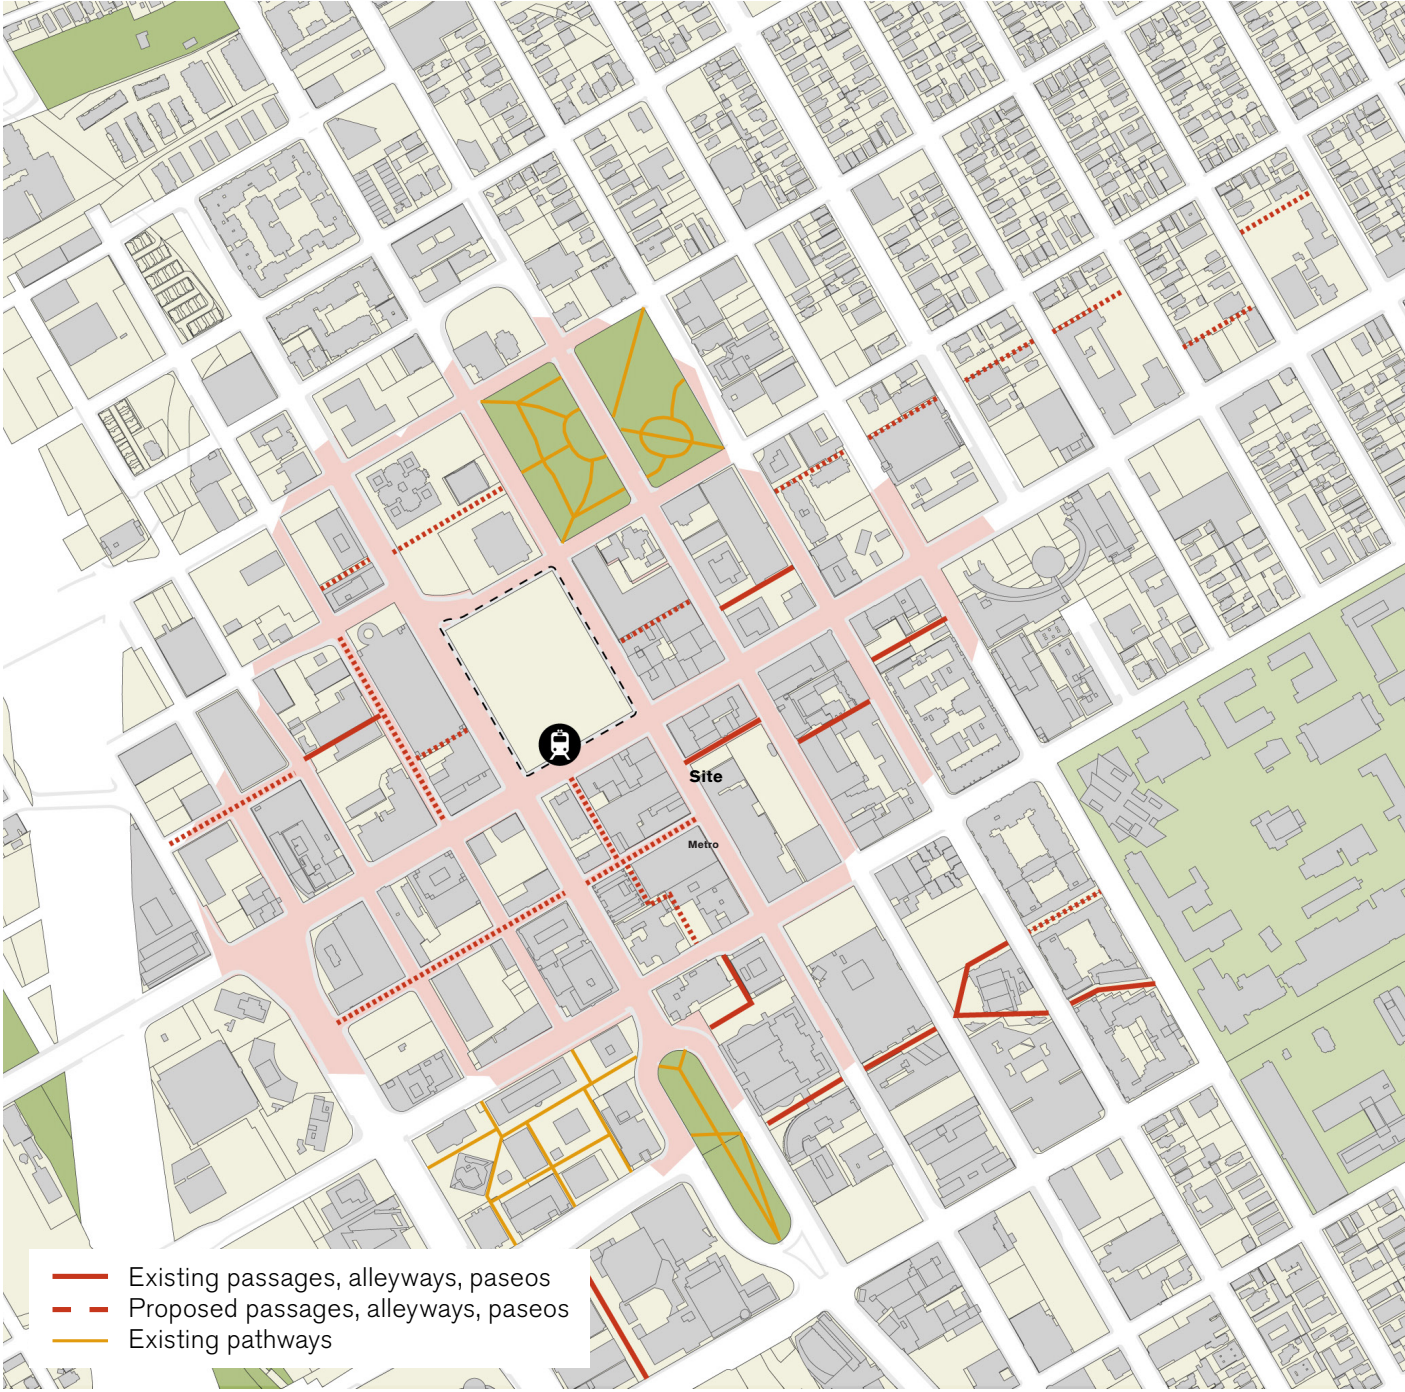 Site
Metro
Existing passages, alleyways, paseos
Proposed passages, alleyways, paseos
Existing pathways